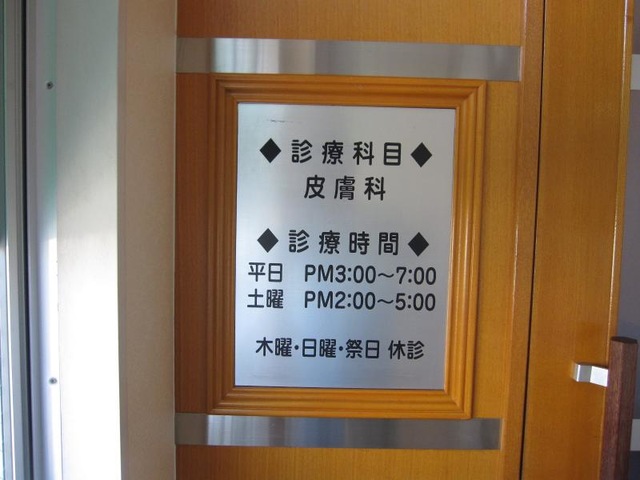 ◆診療科目◆
皮膚科
◆診療時間◆
平日 PM3:00～7:00
土曜 PM2:00～5:00
木曜・日曜・祭日 休診